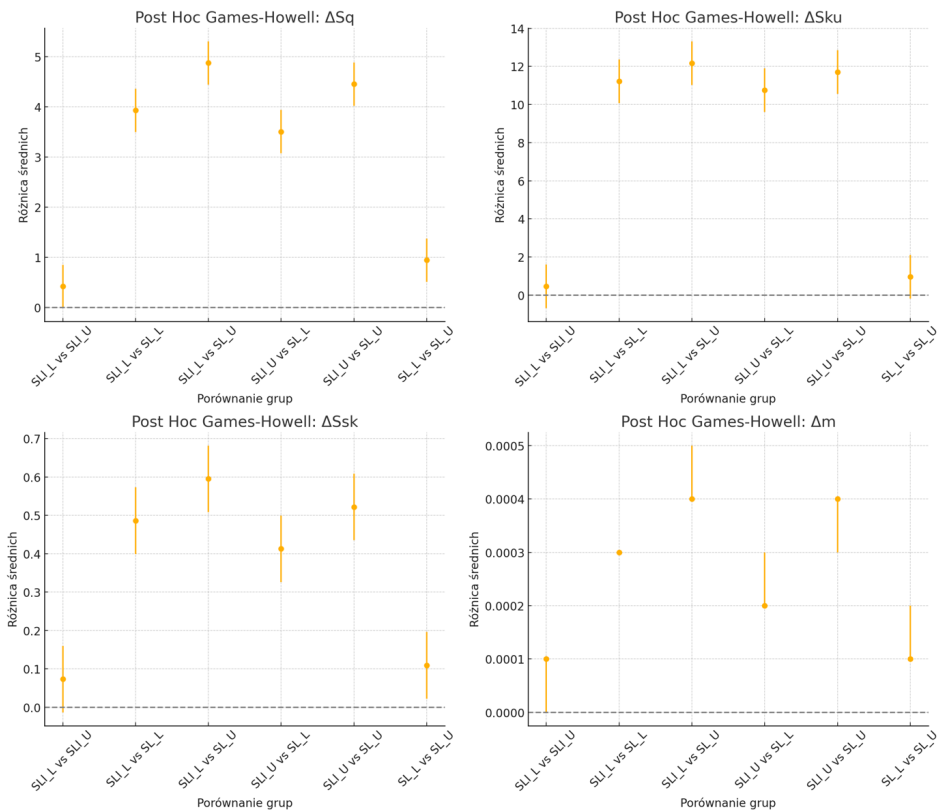 Post Hoc Games-Howell: ΔSq
5
4
3
2
1
0
Różnica średnich
SLI_L vs SLI_U
SLI_L vs SL_L
SLI_L vs SL_U
SLI_U vs SL_L
SLI_U vs SL_U
SL_L vs SL_U
Porównanie grup
Post Hoc Games-Howell: ΔSku
14
12
10
8
6
4
2
0
Różnica średnich
SLI_L vs SLI_U
SLI_L vs SL_L
SLI_L vs SL_U
SLI_U vs SL_L
SLI_U vs SL_U
SL_L vs SL_U
Porównanie grup
Post Hoc Games-Howell: ΔSsk
0.7
0.6
0.5
0.4
0.3
0.2
0.1
0.0
Różnica średnich
SLI_L vs SLI_U
SLI_L vs SL_L
SLI_L vs SL_U
SLI_U vs SL_L
SLI_U vs SL_U
SL_L vs SL_U
Porównanie grup
Post Hoc Games-Howell: Δm
0.0005
0.0004
0.0003
0.0002
0.0001
0.0000
Różnica średnich
SLI_L vs SLI_U
SLI_L vs SL_L
SLI_L vs SL_U
SLI_U vs SL_L
SLI_U vs SL_U
SL_L vs SL_U
Porównanie grup